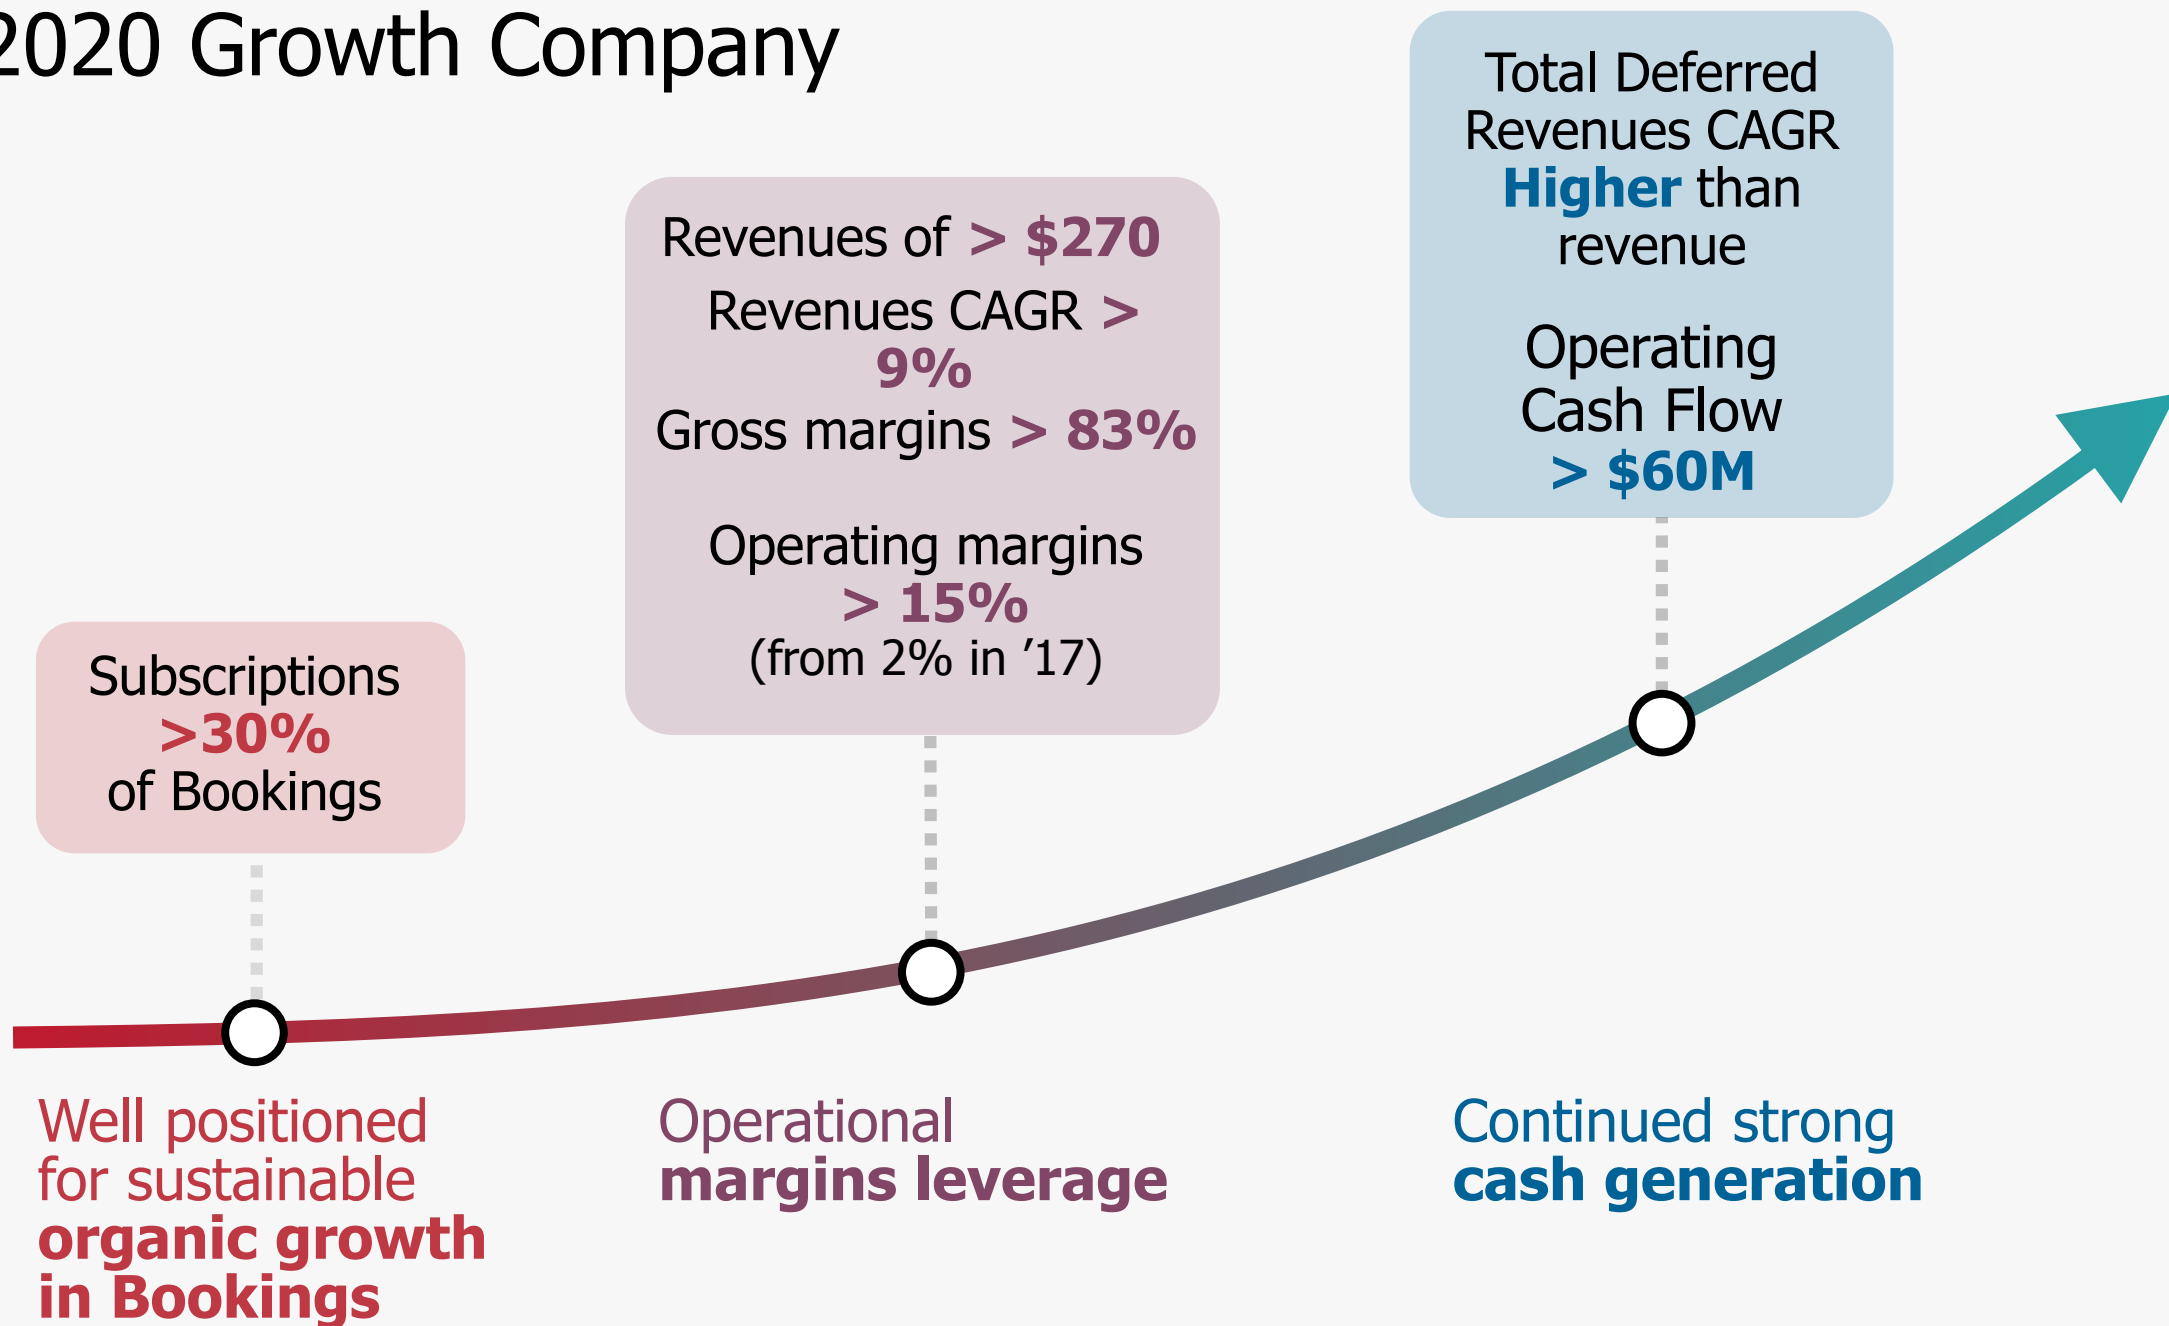 2020 Growth Company
Subscriptions
>30%
of Bookings
Revenues of > $270
Revenues CAGR >
9%
Gross margins > 83%
Operating margins
> 15%
(from 2% in ’17)
Total Deferred
Revenues CAGR
Higher than
revenue
Operating
Cash Flow
> $60M
Well positioned
for sustainable
organic growth
in Bookings
Operational
margins leverage
Continued strong
cash generation